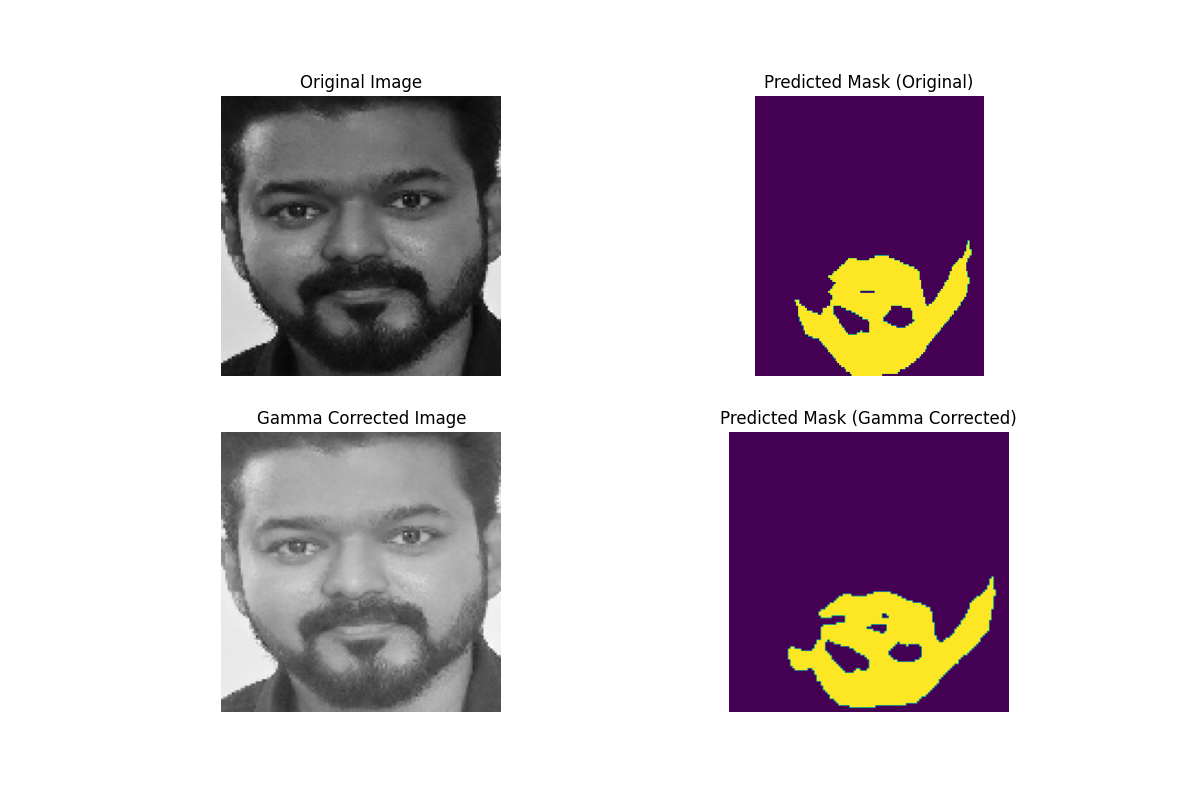 Original Image
Predicted Mask (Original)
Gamma Corrected Image
Predicted Mask (Gamma Corrected)